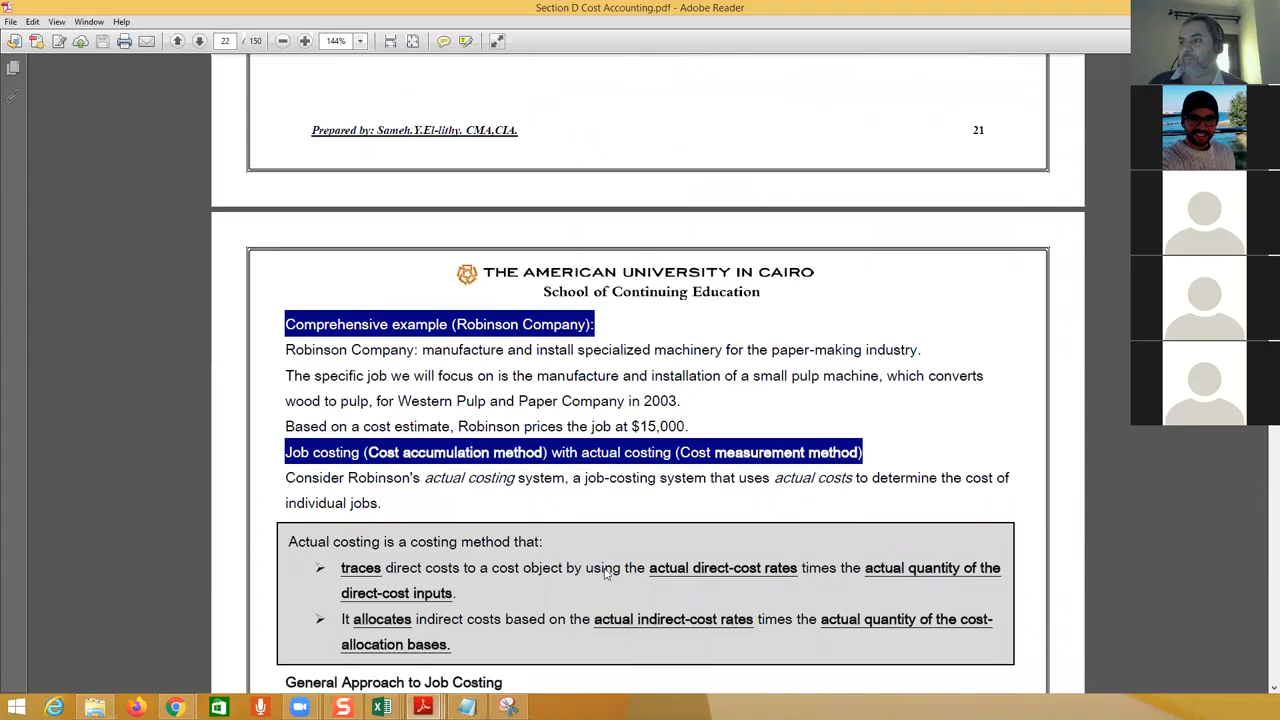 Section D Cost Accounting.pdf - Adobe Reader
File Edit View Window Help
22 / 150 144%
Prepared by: Sameh.Y.El-lithy. CMA,CIA. 21
THE AMERICAN UNIVERSITY IN CAIRO
School of Continuing Education
Comprehensive example (Robinson Company):
Robinson Company: manufacture and install specialized machinery for the paper-making industry.
The specific job we will focus on is the manufacture and installation of a small pulp machine, which converts
wood to pulp, for Western Pulp and Paper Company in 2003.
Based on a cost estimate, Robinson prices the job at $15,000.
Job costing (Cost accumulation method) with actual costing (Cost measurement method)
Consider Robinson's actual costing system, a job-costing system that uses actual costs to determine the cost of
individual jobs.
Actual costing is a costing method that:
➢ traces direct costs to a cost object by using the actual direct-cost rates times the actual quantity of the
direct-cost inputs.
➢ It allocates indirect costs based on the actual indirect-cost rates times the actual quantity of the cost-
allocation bases.
General Approach to Job Costing